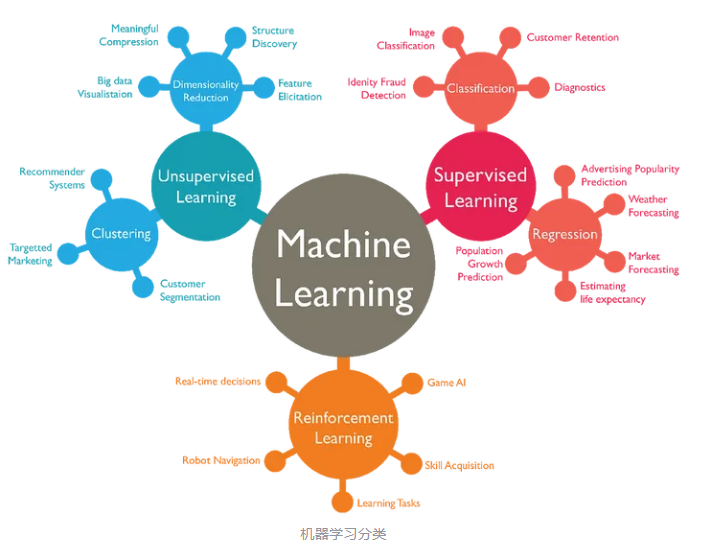 Meaningful
Compression
Structure
Discovery
Big data
Visualistaion
Dimensionality
Reduction
Feature
Elicitation
Unsupervised
Learning
Recommender
Systems
Clustering
Targetted
Marketing
Customer
Segmentation
Image
Classification
Customer Retention
Idenity Fraud
Detection
Classification
Diagnostics
Supervised
Learning
Advertising Popularity
Prediction
Weather
Forecasting
Regression
Population
Growth
Prediction
Market
Forecasting
Estimating
life expectancy
Machine
Learning
Real-time decisions
Game AI
Reinforcement
Learning
Robot Navigation
Skill Acquisition
Learning Tasks
机器学习分类